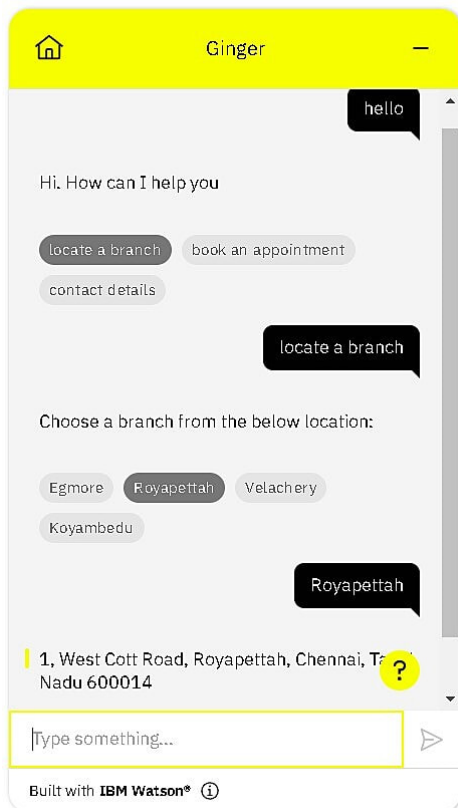 Ginger
hello
Hi. How can I help you
locate a branch book an appointment
contact details
locate a branch
Choose a branch from the below location:
Egmore Royapettah Velachery
Koyambedu
Royapettah
1, West Cott Road, Royapettah, Chennai,
?
Nadu 600014
Type something...
Built with IBM Watson®